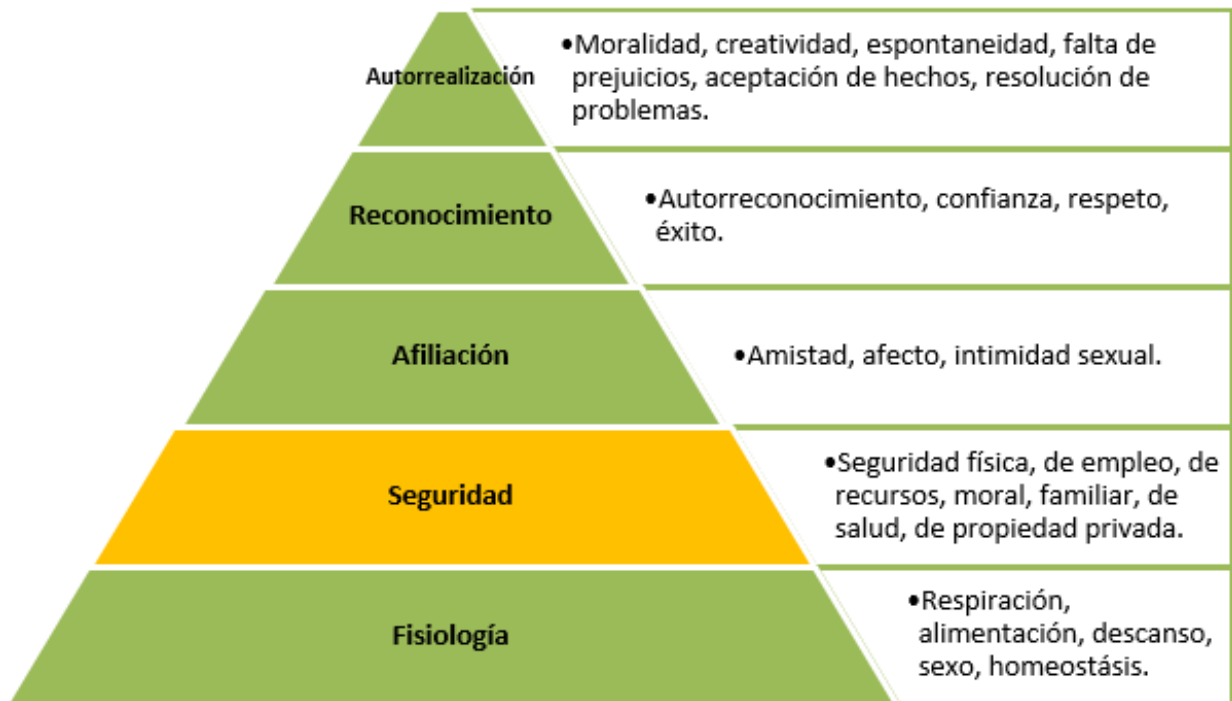 Autorrealización
•Moralidad, creatividad, espontaneidad, falta de
prejuicios, aceptación de hechos, resolución de
problemas.
Reconocimiento
•Autorreconocimiento, confianza, respeto,
éxito.
Afiliación
•Amistad, afecto, intimidad sexual.
Seguridad
•Seguridad física, de empleo, de
recursos, moral, familiar, de
salud, de propiedad privada.
Fisiología
•Respiración,
alimentación, descanso,
sexo, homeostásis.